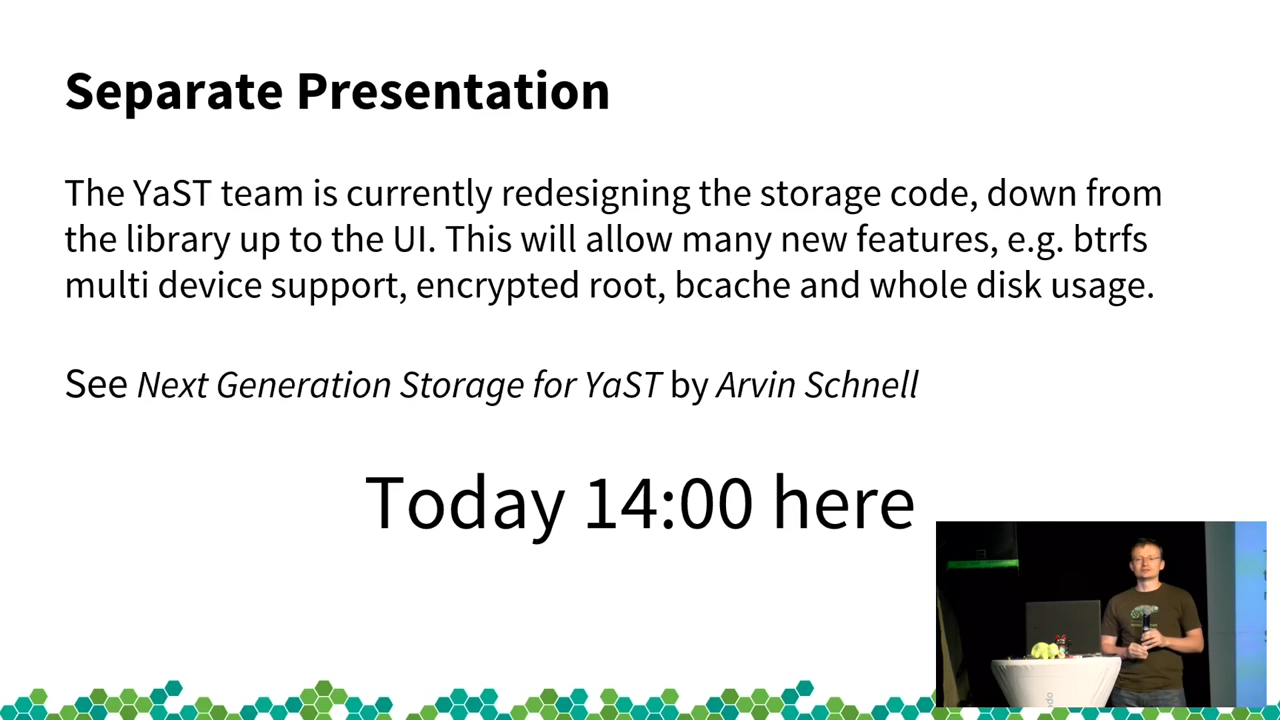 Separate Presentation
The YaST team is currently redesigning the storage code, down from
the library up to the UI. This will allow many new features, e.g. btrfs
multi device support, encrypted root, bcache and whole disk usage.
See Next Generation Storage for YaST by Arvin Schnell
Today 14:00 here